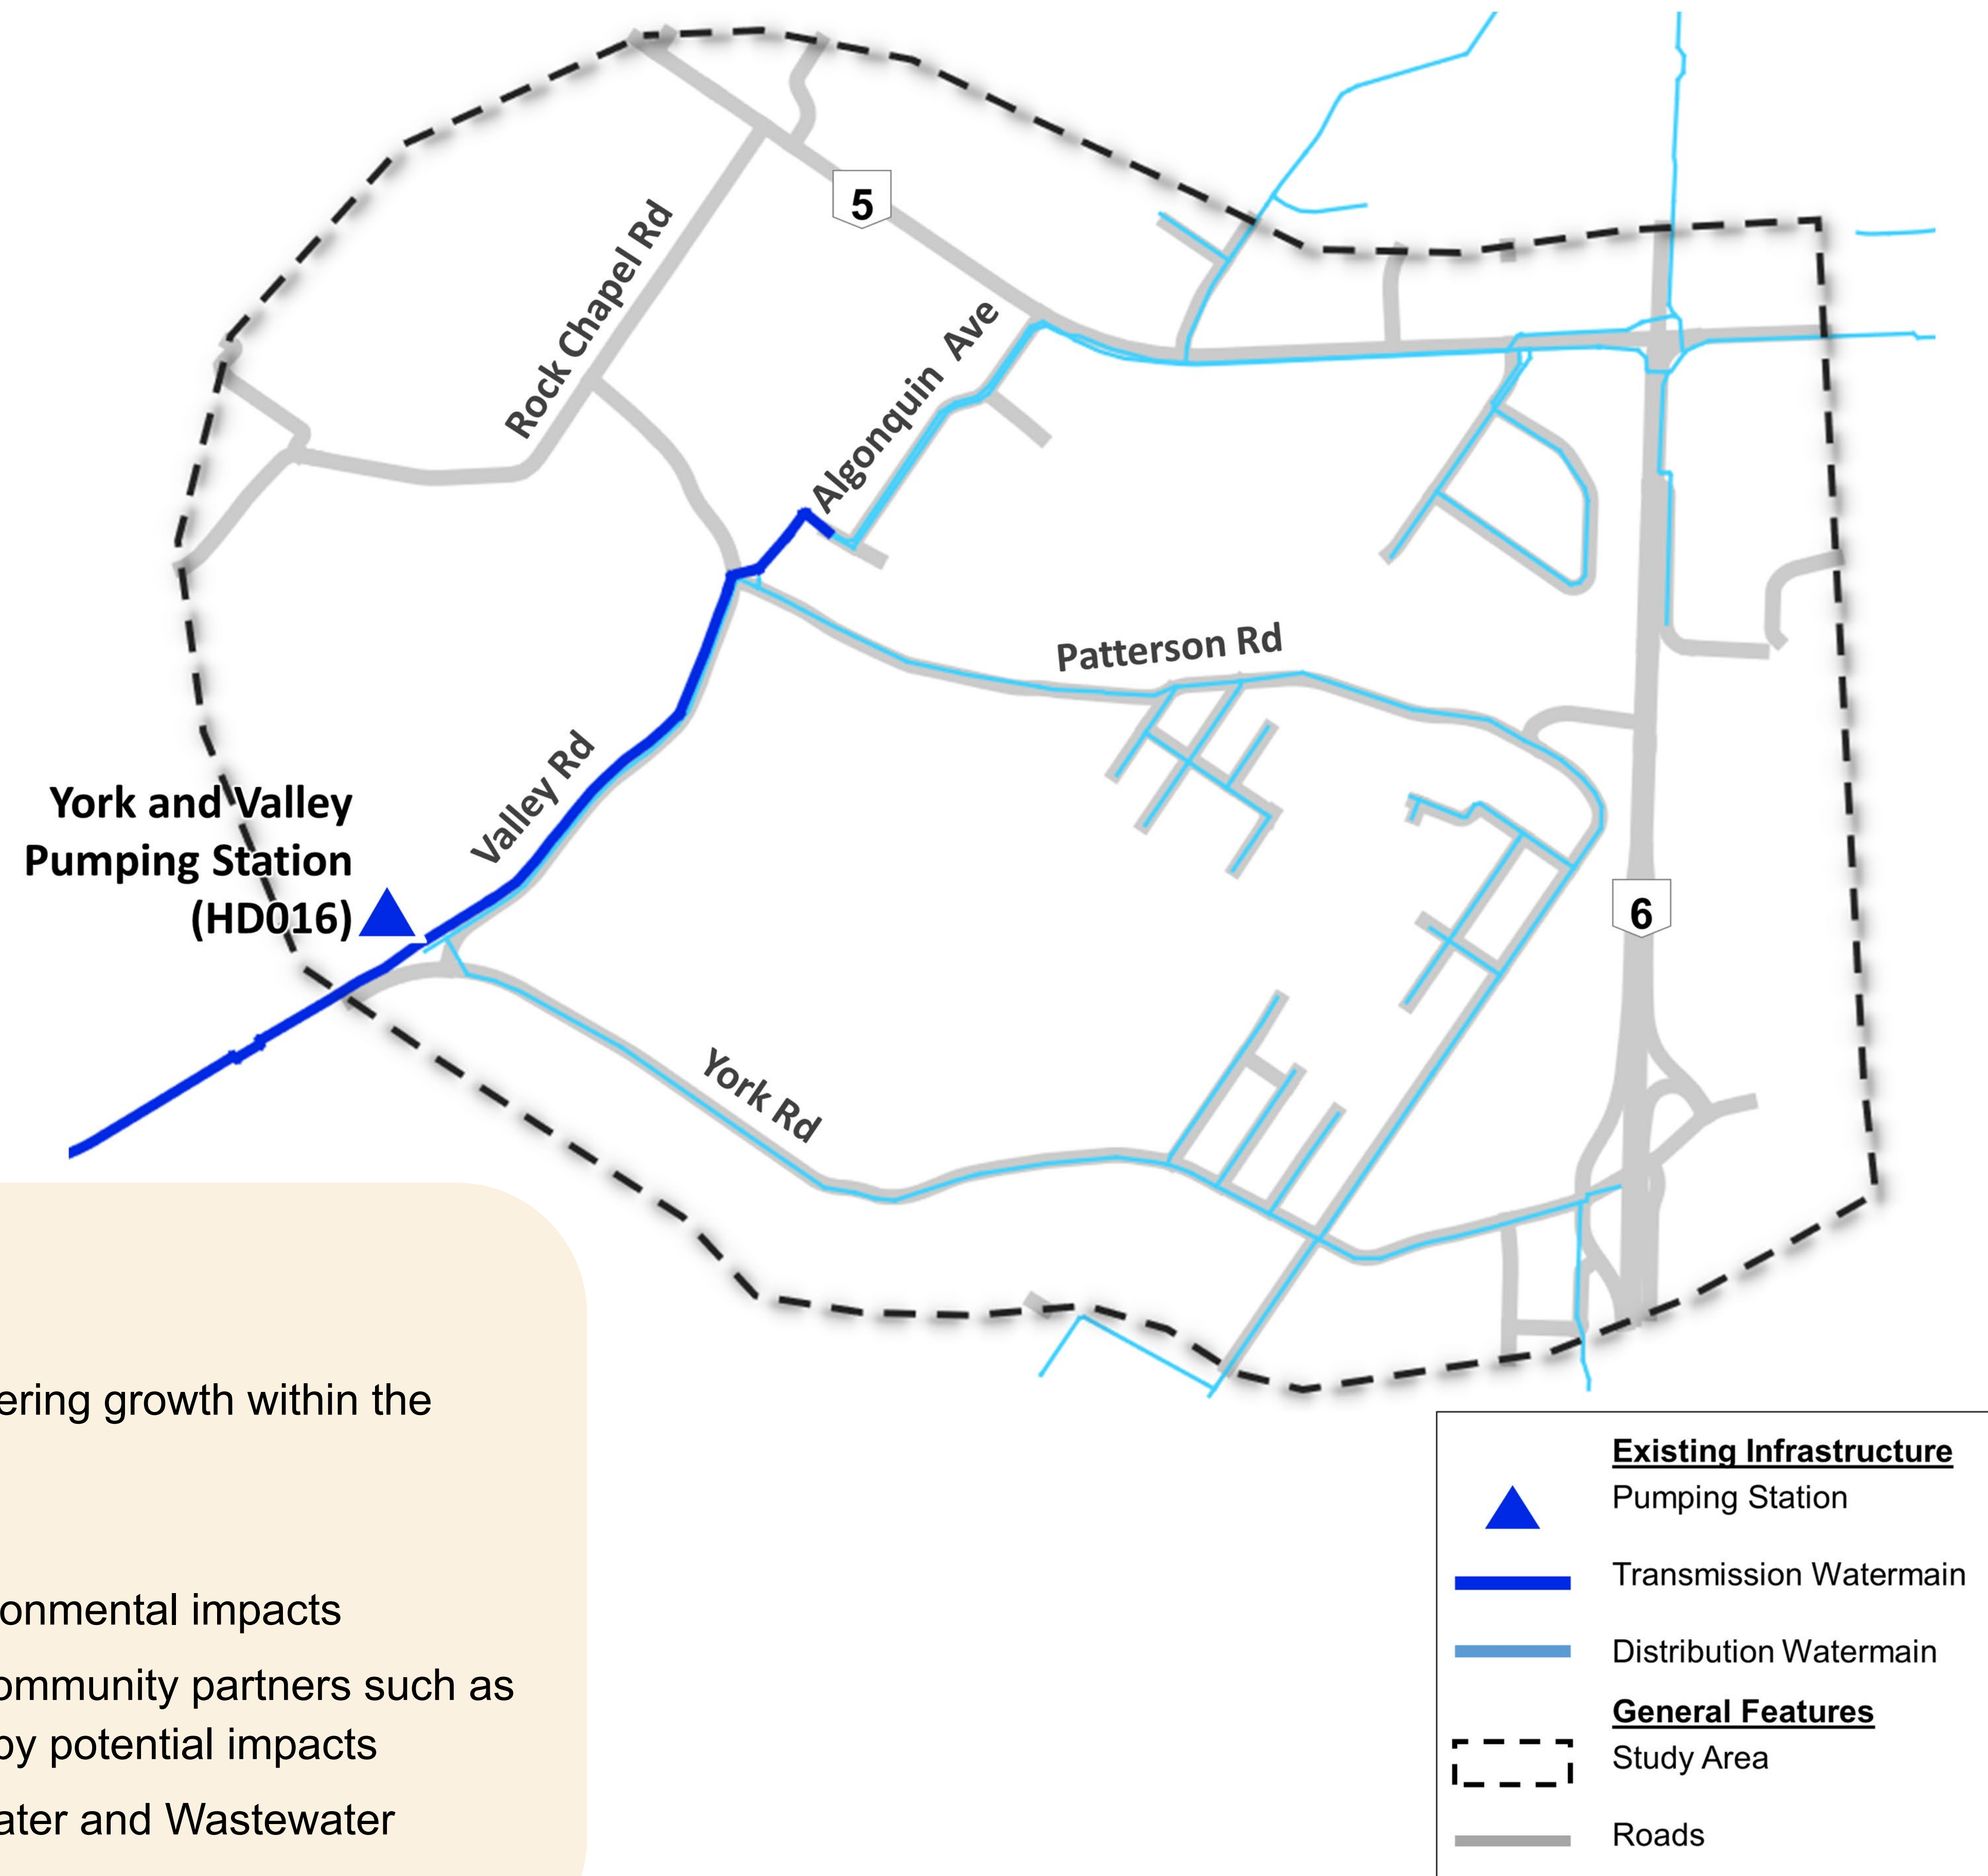 5
Rock Chapel Rd
Algonquin Ave
Patterson Rd
Valley Rd
York and Valley
Pumping Station
(HD016)
6
York Rd
ering growth within the
onmental impacts
ommunity partners such as
by potential impacts
ater and Wastewater
Existing Infrastructure
Pumping Station
Transmission Watermain
Distribution Watermain
General Features
Study Area
Roads